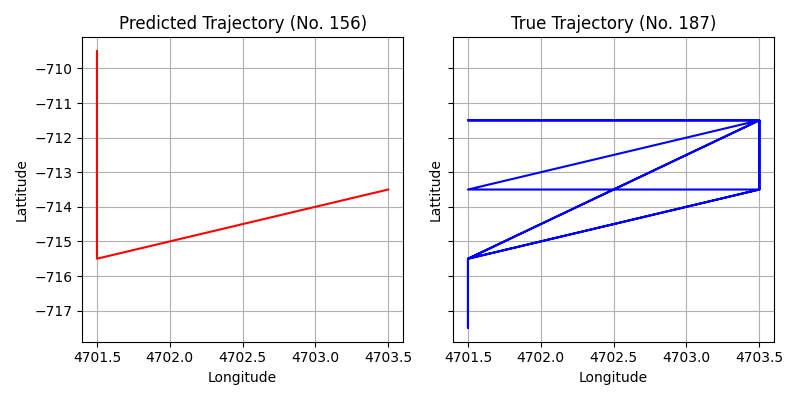 Predicted Trajectory (No. 156)
True Trajectory (No. 187)
−710
−711
−712
−713
−714
−715
−716
−717
Lattitude
Lattitude
4701.5 4702.0 4702.5 4703.0 4703.5
4701.5 4702.0 4702.5 4703.0 4703.5
Longitude
Longitude